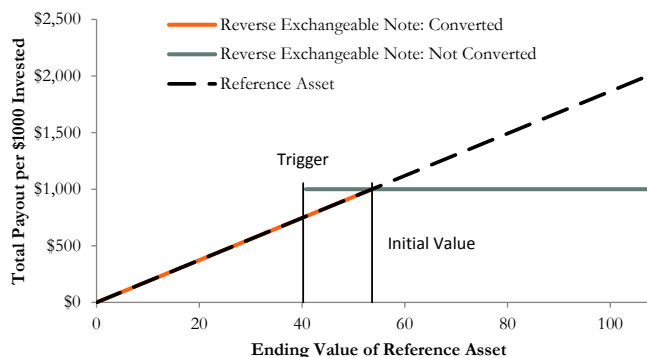 $2,500
Reverse Exchangeable Note: Converted
Reverse Exchangeable Note: Not Converted
Reference Asset
$2,000
$1,500
Trigger
$1,000
Initial Value
$500
$0
0 20 40 60 80 100
Total Payout per $1000 Invested
Ending Value of Reference Asset